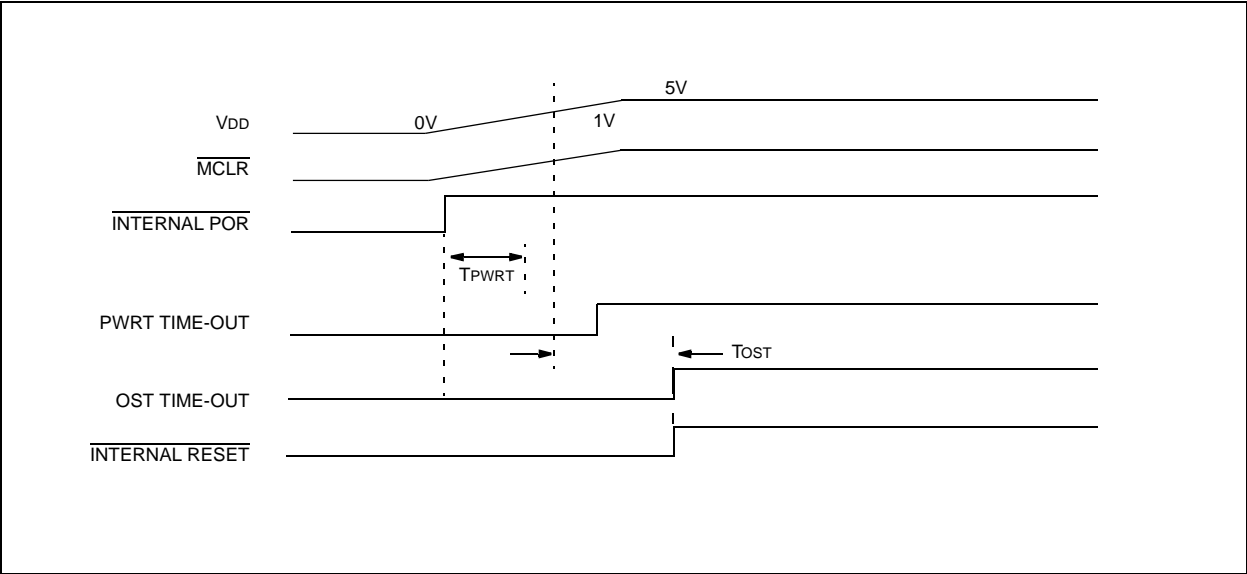 5V
VDD
0V
1V
MCLR
INTERNAL POR
TPWRT
PWRT TIME-OUT
TOST
OST TIME-OUT
INTERNAL RESET